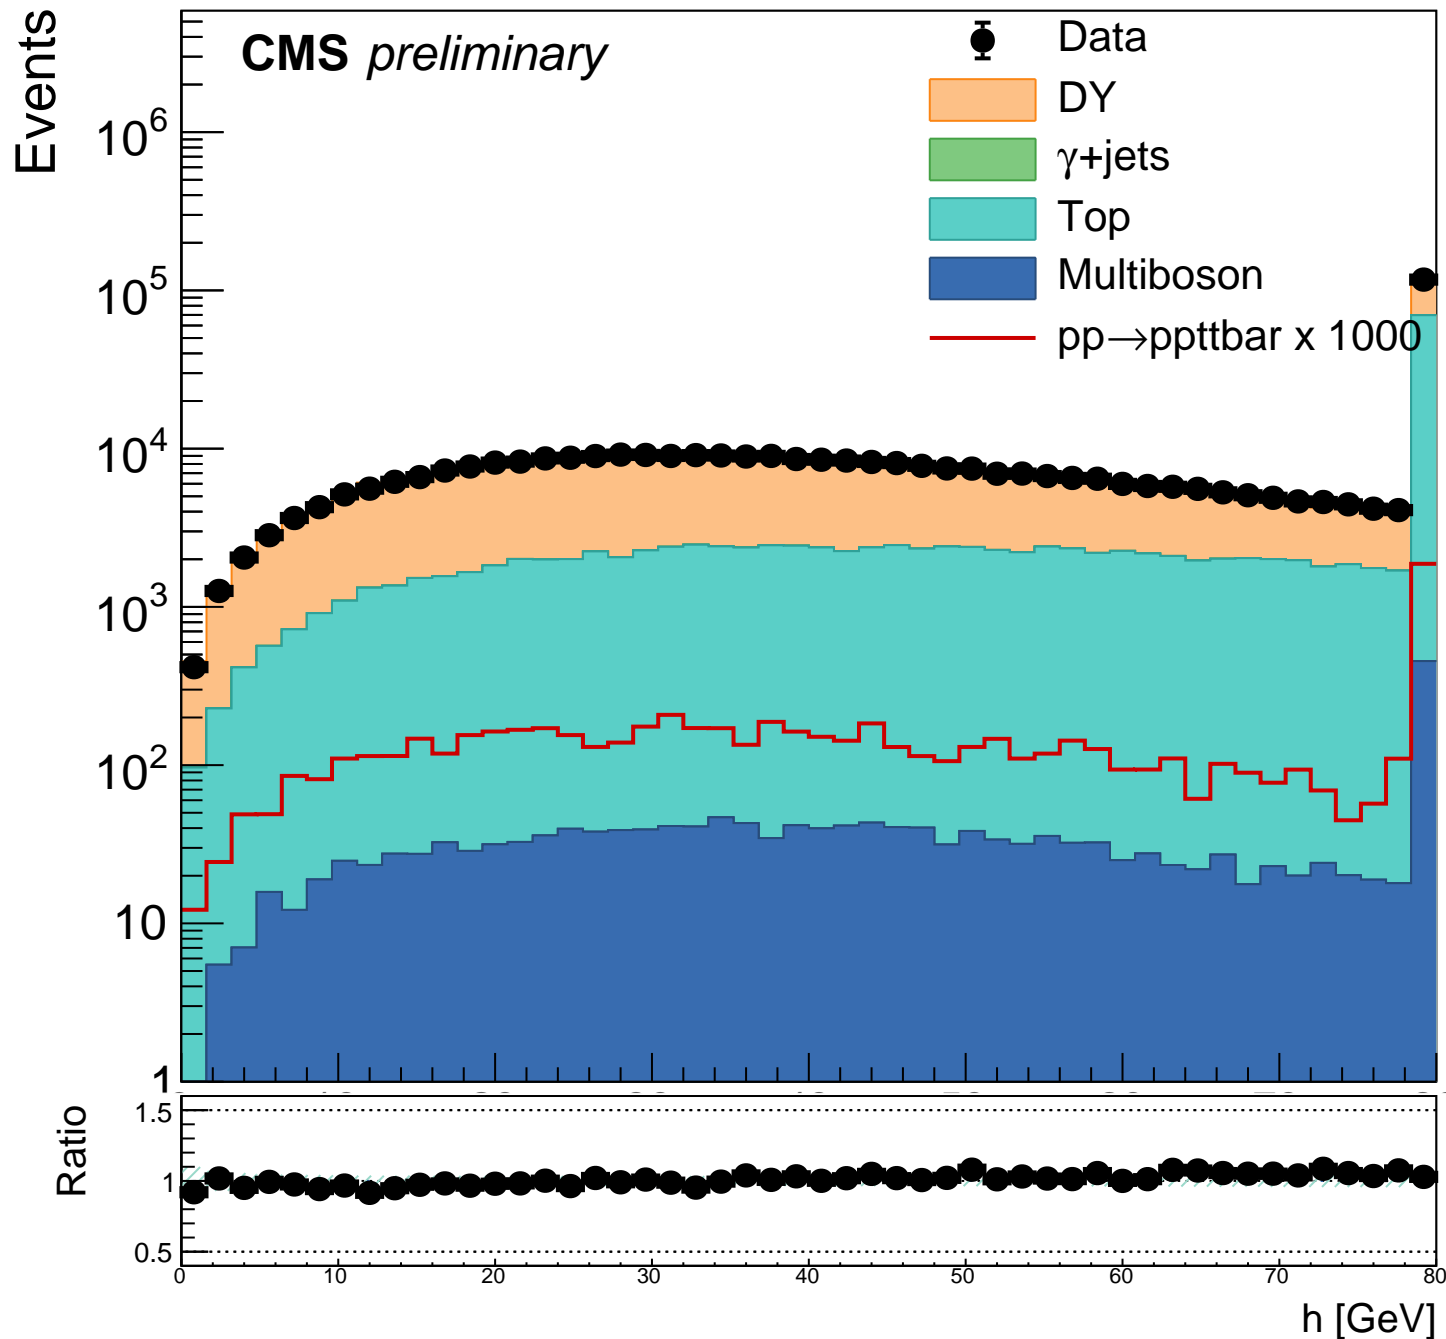 Events
CMS preliminary
Data
DY
γ+jets
Top
Multiboson
pp→ppttbar x 1000
10^6
10^5
10^4
10^3
10^2
10
1
Ratio
1.5
1
0.5
0 10 20 30 40 50 60 70 80
h [GeV]